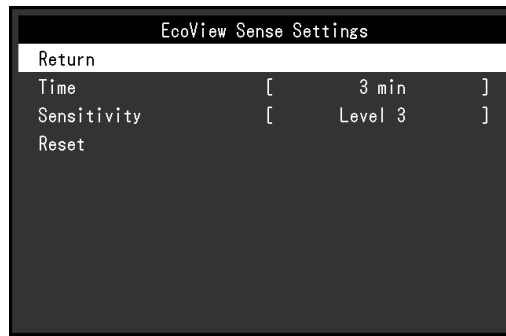 EcoView Sense Settings
Return
Time [ 3 min ]
Sensitivity [ Level 3 ]
Reset